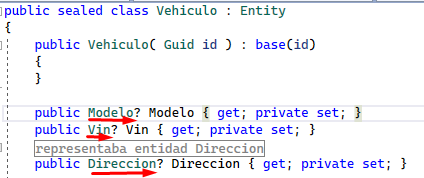 public sealed class Vehiculo : Entity
{
public Vehiculo( Guid id ) : base(id)
{
}
public Modelo? Modelo { get; private set; }
public Vin? Vin { get; private set; }
representaba entidad Direccion
public Direccion? Direccion { get; private set; }